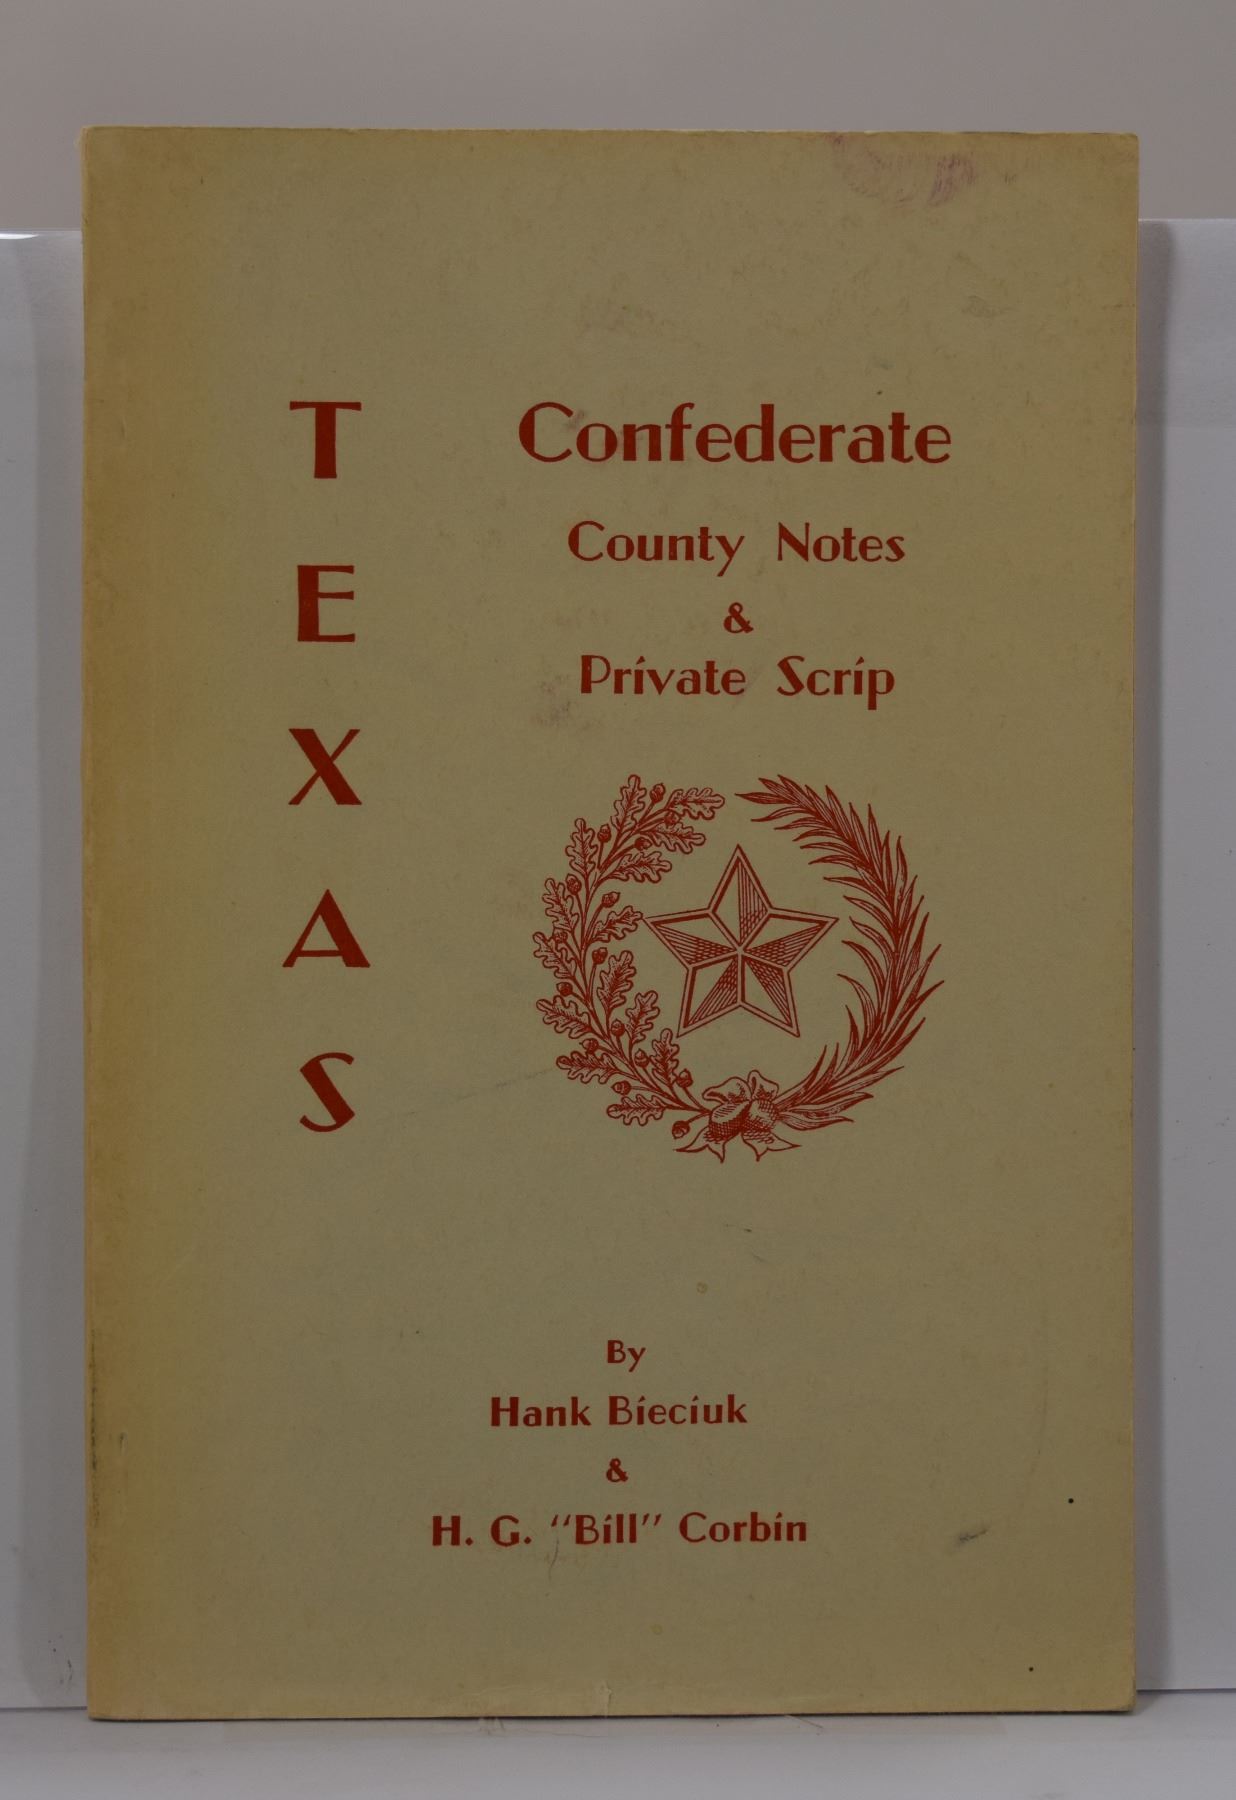 TEXAS
Confederate
County Notes
&
Private Scrip
By
Hank Bieciuk
&
H. G. "Bill" Corbin